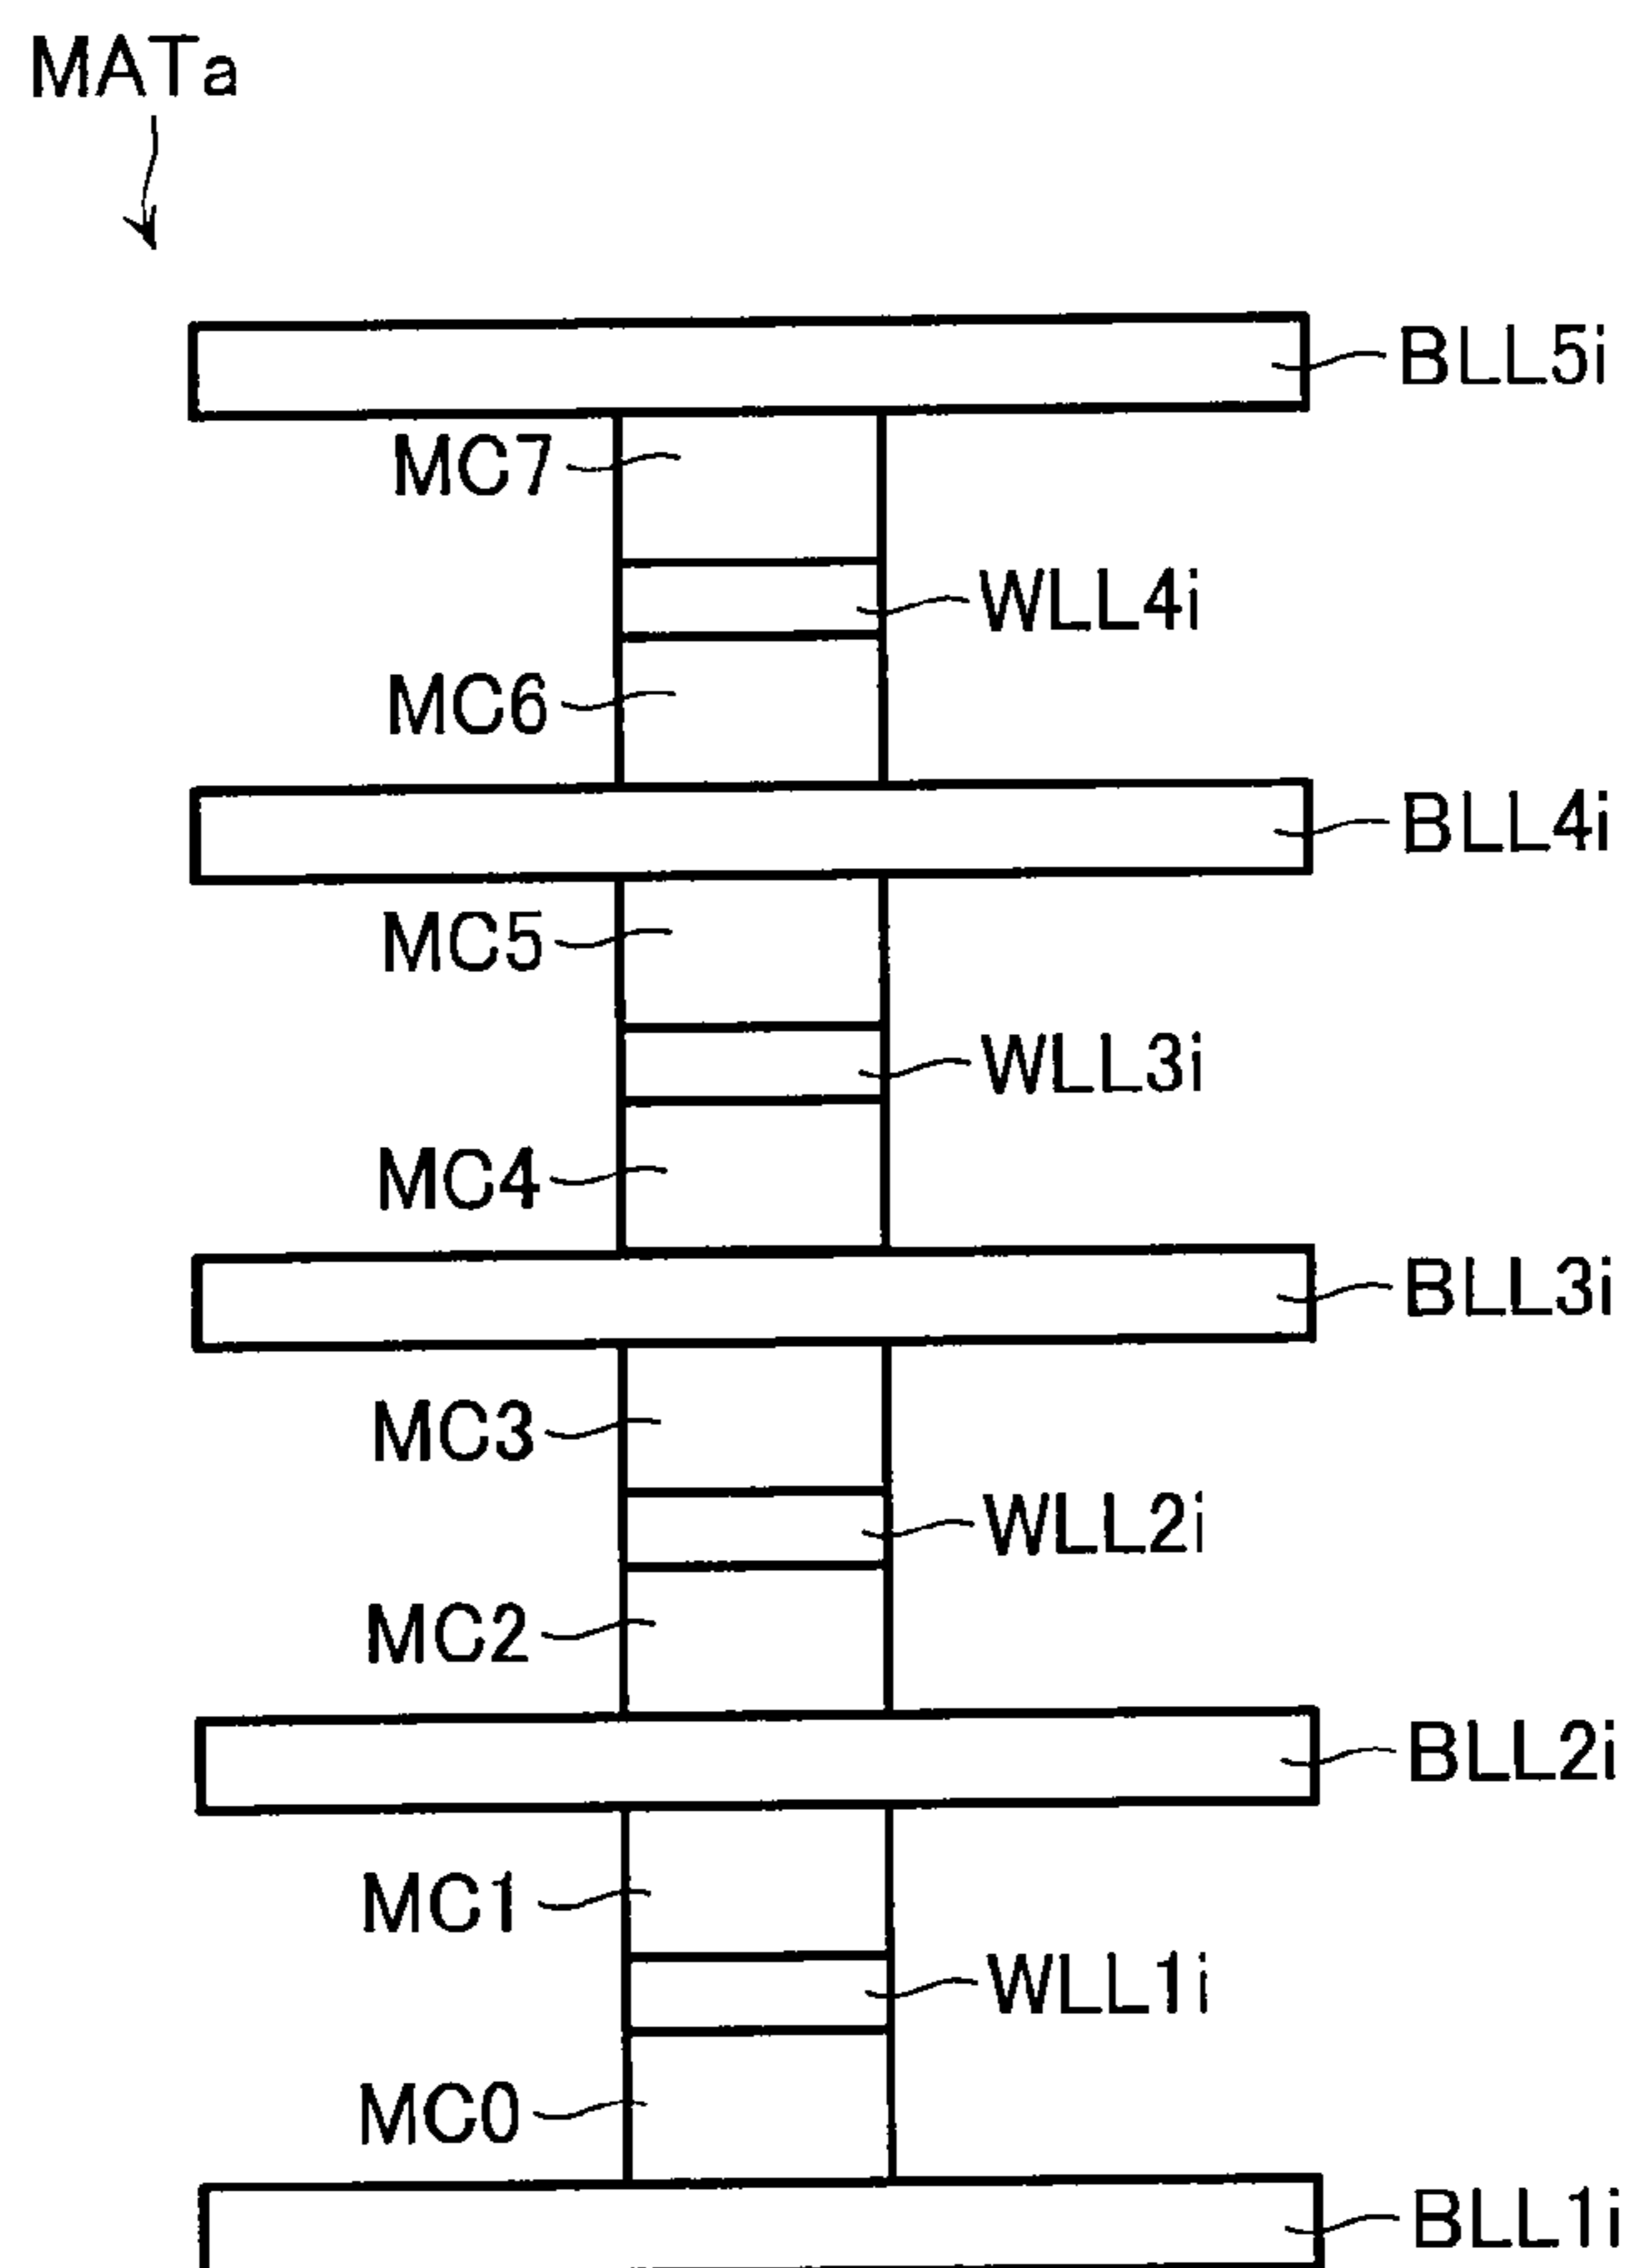 MATa
BLL5i
MC7
WLL4i
MC6
BLL4i
MC5
WLL3i
MC4
BLL3i
MC3
WLL2i
MC2
BLL2i
MC1
WLL1i
MC0
BLL1i